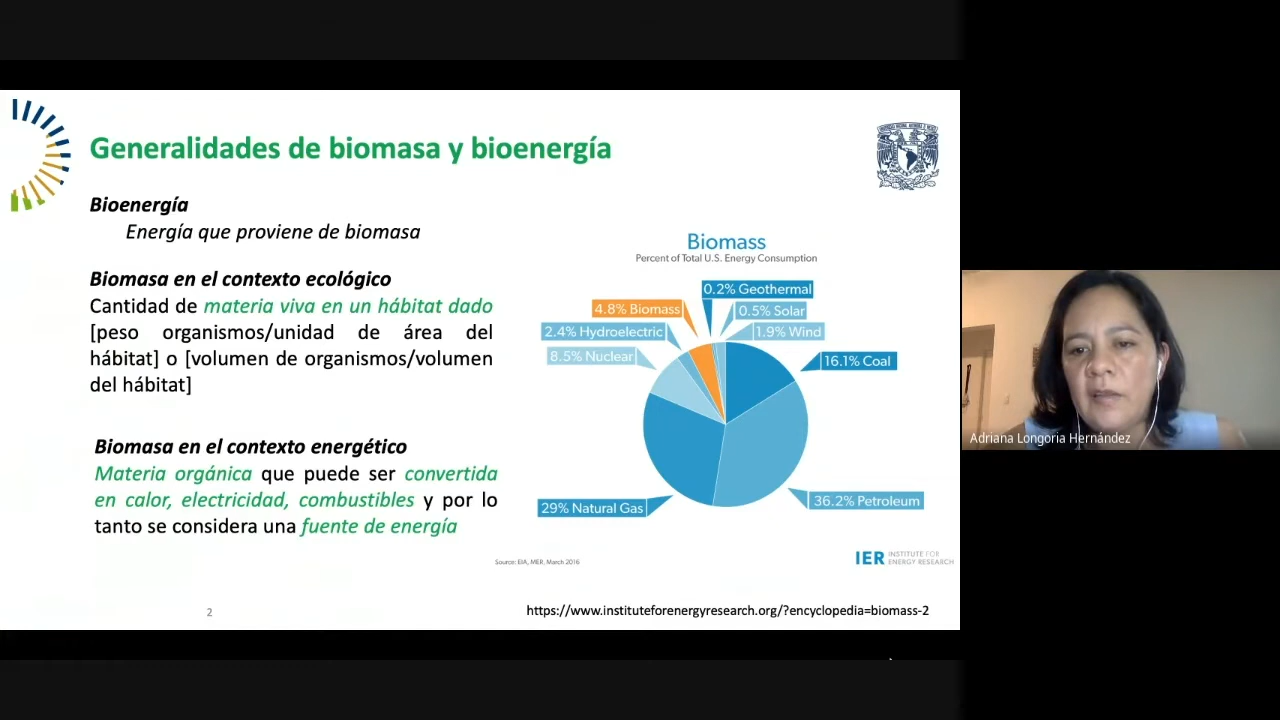 Generalidades de biomasa y bioenergía
Bioenergía
Energía que proviene de biomasa
Biomasa en el contexto ecológico
Cantidad de materia viva en un hábitat dado
[peso organismos/unidad de área del
hábitat] o [volumen de organismos/volumen
del hábitat]
Biomasa en el contexto energético
Materia orgánica que puede ser convertida
en calor, electricidad, combustibles y por lo
tanto se considera una fuente de energía
Biomass
Percent of Total U.S. Energy Consumption
0.2% Geothermal
4.8% Biomass
0.5% Solar
2.4% Hydroelectric
1.9% Wind
8.5% Nuclear
16.1% Coal
29% Natural Gas
36.2% Petroleum
Source: EIA, MER, March 2016
IER INSTITUTE FOR
ENERGY RESEARCH
2
https://www.instituteforenergyresearch.org/?encyclopedia=biomass-2
Adriana Longoria Hernández